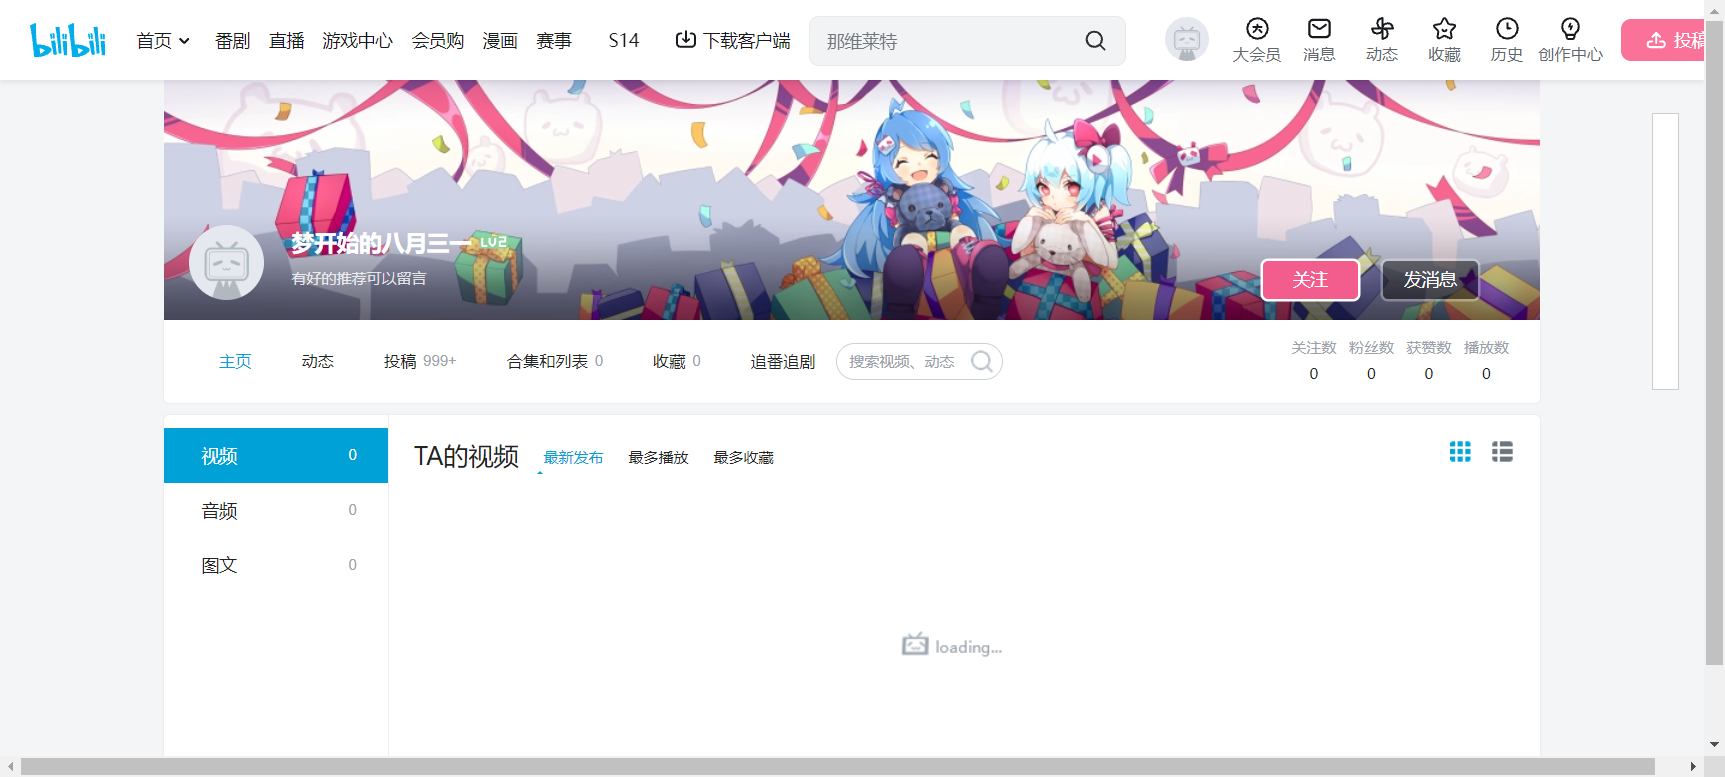 bilibili 首页 番剧 直播 游戏中心 会员购 漫画 赛事 S14 下载客户端 那维莱特 大会员 消息 动态 收藏 历史 创作中心 投稿
梦开始的八月三一 LV2
有好的推荐可以留言
关注 发消息
主页 动态 投稿 999+ 合集和列表 0 收藏 0 追番追剧 搜索视频、动态
关注数 粉丝数 获赞数 播放数
0 0 0 0
视频 0
音频 0
图文 0
TA的视频 最新发布 最多播放 最多收藏
loading...